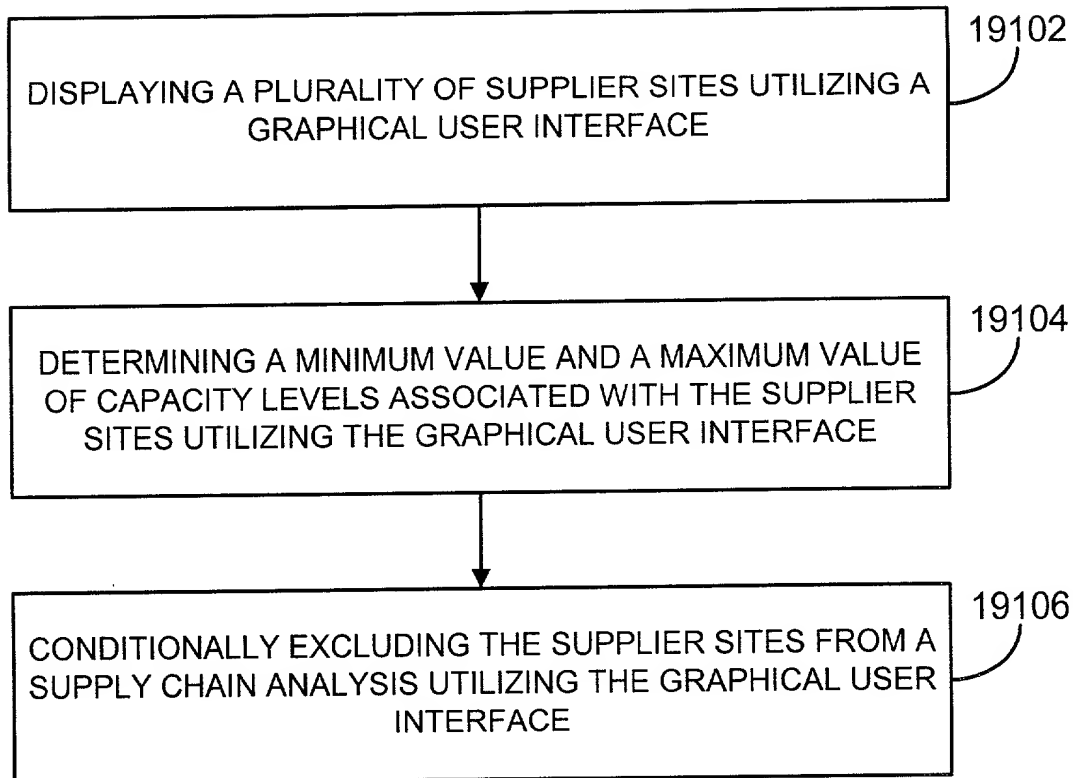 19102
DISPLAYING A PLURALITY OF SUPPLIER SITES UTILIZING A
GRAPHICAL USER INTERFACE
19104
DETERMINING A MINIMUM VALUE AND A MAXIMUM VALUE
OF CAPACITY LEVELS ASSOCIATED WITH THE SUPPLIER
SITES UTILIZING THE GRAPHICAL USER INTERFACE
19106
CONDITIONALLY EXCLUDING THE SUPPLIER SITES FROM A
SUPPLY CHAIN ANALYSIS UTILIZING THE GRAPHICAL USER
INTERFACE